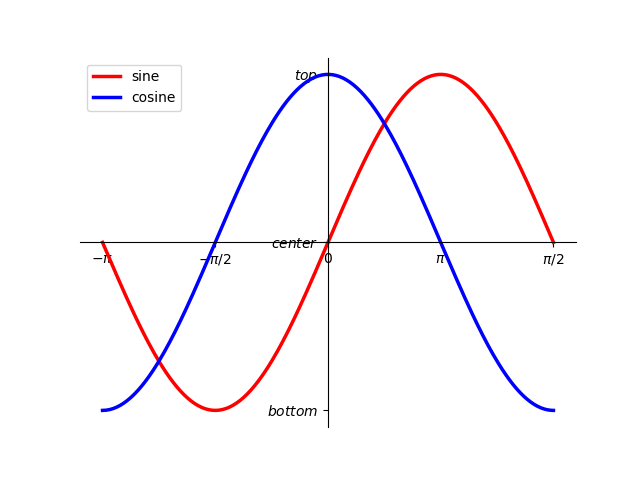 sine
cosine
top
center
−π
−π/2
0
π
π/2
bottom